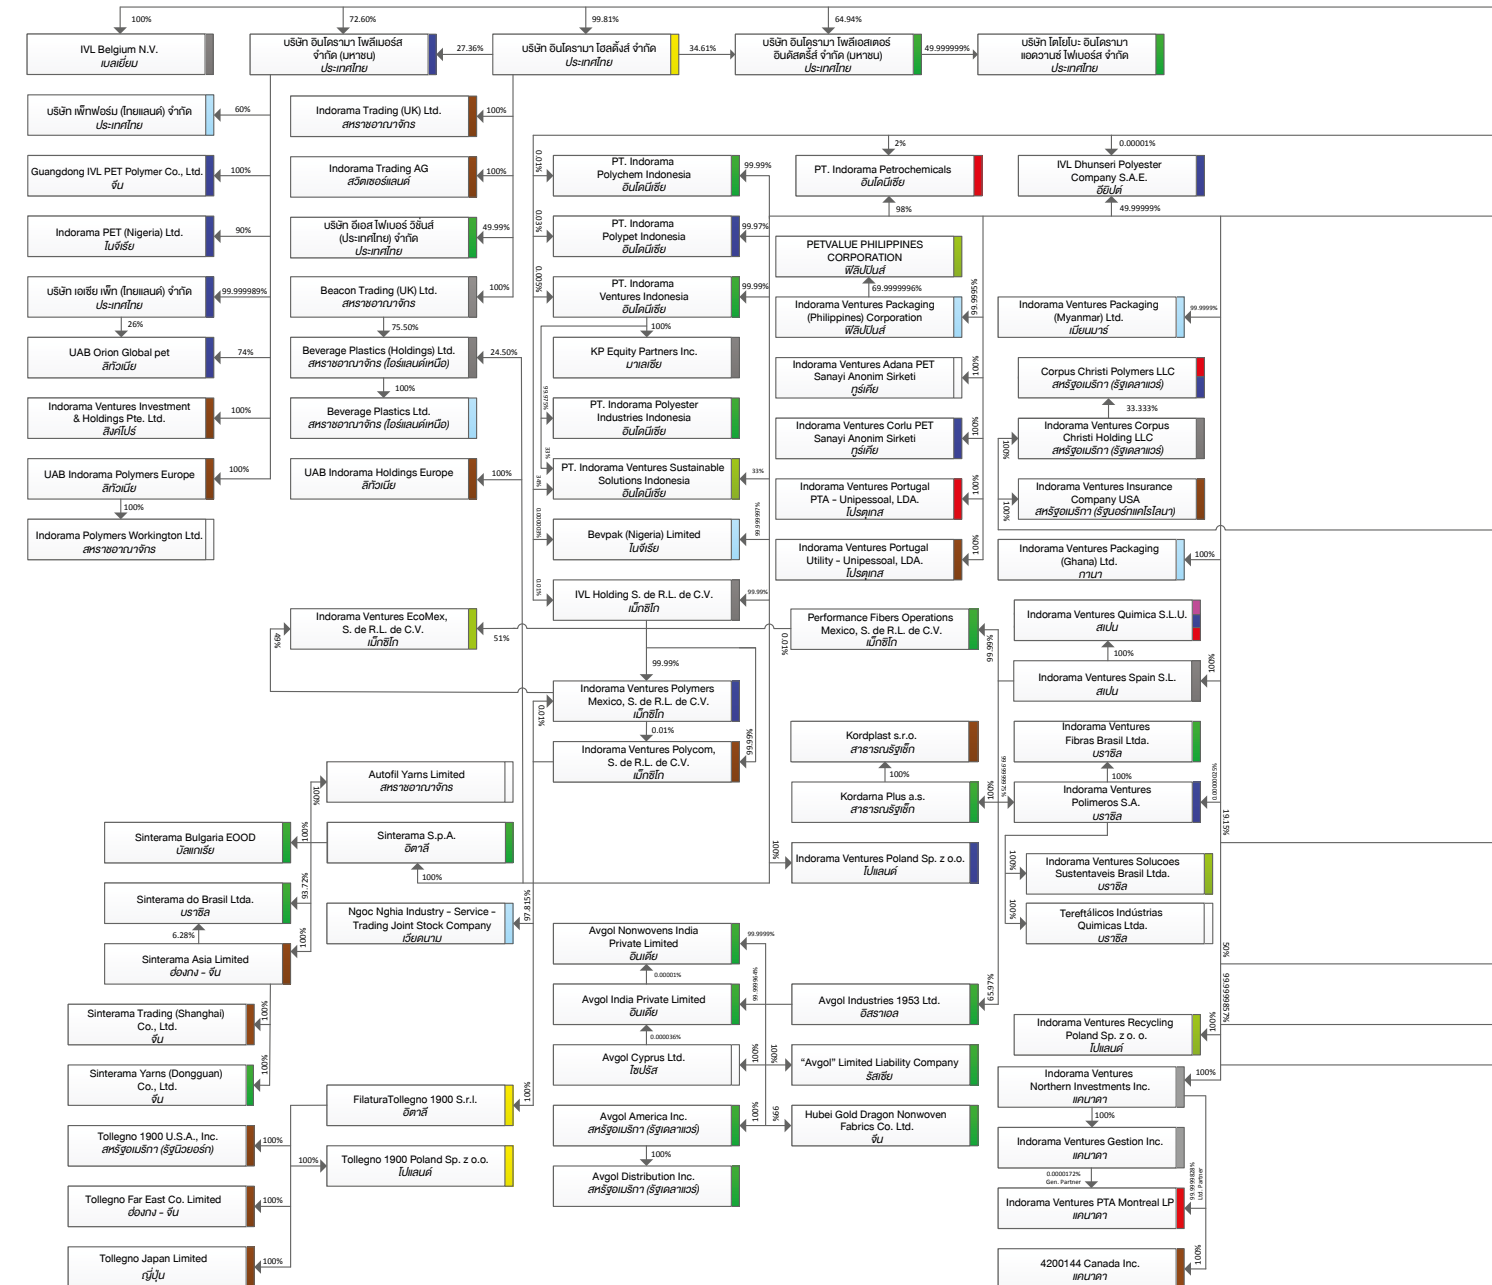 100%
72.60%
99.81%
64.94%
IVL Belgium N.V.
เบลเยี่ยม
บริษัท อินโดรามา โพลีเมอร์ส
จำกัด (มหาชน)
ประเทศไทย
27.36%
บริษัท อินโดรามา โฮลดิ้งส์ จำกัด
ประเทศไทย
34.61%
บริษัท อินโดรามา โพลีเอสเตอร์
อินดัสตรี้ส์ จำกัด (มหาชน)
ประเทศไทย
49.999999%
บริษัท โตโยโบะ อินโดรามา
แอดวานซ์ ไฟเบอร์ส จำกัด
ประเทศไทย
บริษัท เพ็ทฟอร์ม (ไทยแลนด์) จำกัด
ประเทศไทย
60%
Guangdong IVL PET Polymer Co., Ltd.
จีน
100%
Indorama PET (Nigeria) Ltd.
ไนจีเรีย
90%
บริษัท เอเชีย เพ็ท (ไทยแลนด์) จำกัด
ประเทศไทย
99.999989%
26%
UAB Orion Global pet
ลิทัวเนีย
74%
Indorama Ventures Investment
& Holdings Pte. Ltd.
สิงคโปร์
100%
UAB Indorama Polymers Europe
ลิทัวเนีย
100%
100%
Indorama Polymers Workington Ltd.
สหราชอาณาจักร
Indorama Trading (UK) Ltd.
สหราชอาณาจักร
100%
Indorama Trading AG
สวิตเซอร์แลนด์
100%
บริษัท อีเอส ไฟเบอร์ วิชั่นส์
(ประเทศไทย) จำกัด
ประเทศไทย
49.99%
Beacon Trading (UK) Ltd.
สหราชอาณาจักร
100%
75.50%
Beverage Plastics (Holdings) Ltd.
สหราชอาณาจักร (ไอร์แลนด์เหนือ)
24.50%
100%
Beverage Plastics Ltd.
สหราชอาณาจักร (ไอร์แลนด์เหนือ)
UAB Indorama Holdings Europe
ลิทัวเนีย
100%
0.01%
PT. Indorama
Polychem Indonesia
อินโดนีเซีย
99.99%
0.03%
PT. Indorama
Polypet Indonesia
อินโดนีเซีย
99.97%
0.005%
PT. Indorama
Ventures Indonesia
อินโดนีเซีย
99.99%
100%
KP Equity Partners Inc.
มาเลเซีย
99.975%
PT. Indorama Polyester
Industries Indonesia
อินโดนีเซีย
33%
34%
PT. Indorama Ventures Sustainable
Solutions Indonesia
อินโดนีเซีย
33%
0.000003%
Bevpak (Nigeria) Limited
ไนจีเรีย
99.999997%
0.01%
IVL Holding S. de R.L. de C.V.
เม็กซิโก
99.99%
2%
PT. Indorama Petrochemicals
อินโดนีเซีย
98%
0.00001%
IVL Dhunseri Polyester
Company S.A.E.
อียิปต์
49.99999%
PETVALUE PHILIPPINES
CORPORATION
ฟิลิปปินส์
69.9999996%
Indorama Ventures Packaging
(Philippines) Corporation
ฟิลิปปินส์
99.9995%
Indorama Ventures Adana PET
Sanayi Anonim Sirketi
ทูร์เคีย
100%
Indorama Ventures Corlu PET
Sanayi Anonim Sirketi
ทูร์เคีย
100%
Indorama Ventures Portugal
PTA - Unipessoal, LDA.
โปรตุเกส
100%
Indorama Ventures Portugal
Utility - Unipessoal, LDA.
โปรตุเกส
100%
Indorama Ventures Packaging
(Myanmar) Ltd.
เมียนมาร์
99.9999%
Corpus Christi Polymers LLC
สหรัฐอเมริกา (รัฐเดลาแวร์)
33.333%
Indorama Ventures Corpus
Christi Holding LLC
สหรัฐอเมริกา (รัฐเดลาแวร์)
100%
Indorama Ventures Insurance
Company USA
สหรัฐอเมริกา (รัฐนอร์ทแคโรไลนา)
100%
Indorama Ventures Packaging
(Ghana) Ltd.
กานา
100%
Indorama Ventures EcoMex,
S. de R.L. de C.V.
เม็กซิโก
49%
51%
Performance Fibers Operations
Mexico, S. de R.L. de C.V.
เม็กซิโก
0.01%
99.99%
Indorama Ventures Quimica S.L.U.
สเปน
100%
Indorama Ventures Spain S.L.
สเปน
100%
99.99%
Indorama Ventures Polymers
Mexico, S. de R.L. de C.V.
เม็กซิโก
0.01%
0.01%
Indorama Ventures Polycom,
S. de R.L. de C.V.
เม็กซิโก
99.99%
Kordplast s.r.o.
สาธารณรัฐเช็ก
100%
Kordarna Plus a.s.
สาธารณรัฐเช็ก
100%
Indorama Ventures
Fibras Brasil Ltda.
บราซิล
100%
Indorama Ventures
Polimeros S.A.
บราซิล
0.0000025%
19.15%
Autofil Yarns Limited
สหราชอาณาจักร
100%
Sinterama Bulgaria EOOD
บัลแกเรีย
100%
Sinterama S.p.A.
อิตาลี
100%
100%
Indorama Ventures Poland Sp. z o.o.
โปแลนด์
100%
Indorama Ventures Solucoes
Sustentaveis Brasil Ltda.
บราซิล
100%
Tereftálicos Indústrias
Quimicas Ltda.
บราซิล
Sinterama do Brasil Ltda.
บราซิล
93.72%
6.28%
Sinterama Asia Limited
ฮ่องกง - จีน
100%
Ngoc Nghia Industry - Service -
Trading Joint Stock Company
เวียดนาม
97.815%
Avgol Nonwovens India
Private Limited
อินเดีย
99.9999%
0.00001%
Avgol India Private Limited
อินเดีย
99.999964%
0.000036%
Avgol Industries 1953 Ltd.
อิสราเอล
65.97%
50%
99.99999857%
Sinterama Trading (Shanghai)
Co., Ltd.
จีน
100%
Sinterama Yarns (Dongguan)
Co., Ltd.
จีน
100%
Avgol Cyprus Ltd.
ไซปรัส
100%
100%
"Avgol" Limited Liability Company
รัสเซีย
Indorama Ventures Recycling
Poland Sp. z o. o.
โปแลนด์
100%
FilaturaTollegno 1900 S.r.l.
อิตาลี
100%
Avgol America Inc.
สหรัฐอเมริกา (รัฐเดลาแวร์)
100%
99%
Hubei Gold Dragon Nonwoven
Fabrics Co. Ltd.
จีน
100%
Avgol Distribution Inc.
สหรัฐอเมริกา (รัฐเดลาแวร์)
Indorama Ventures
Northern Investments Inc.
แคนาดา
100%
100%
Indorama Ventures Gestion Inc.
แคนาดา
0.0000172%
Gen. Partner
99.9999828%
Ltd. Partner
Indorama Ventures PTA Montreal LP
แคนาดา
4200144 Canada Inc.
แคนาดา
100%
Tollegno 1900 U.S.A., Inc.
สหรัฐอเมริกา (รัฐนิวยอร์ก)
100%
100%
Tollegno 1900 Poland Sp. z o.o.
โปแลนด์
Tollegno Far East Co. Limited
ฮ่องกง - จีน
100%
Tollegno Japan Limited
ญี่ปุ่น
100%